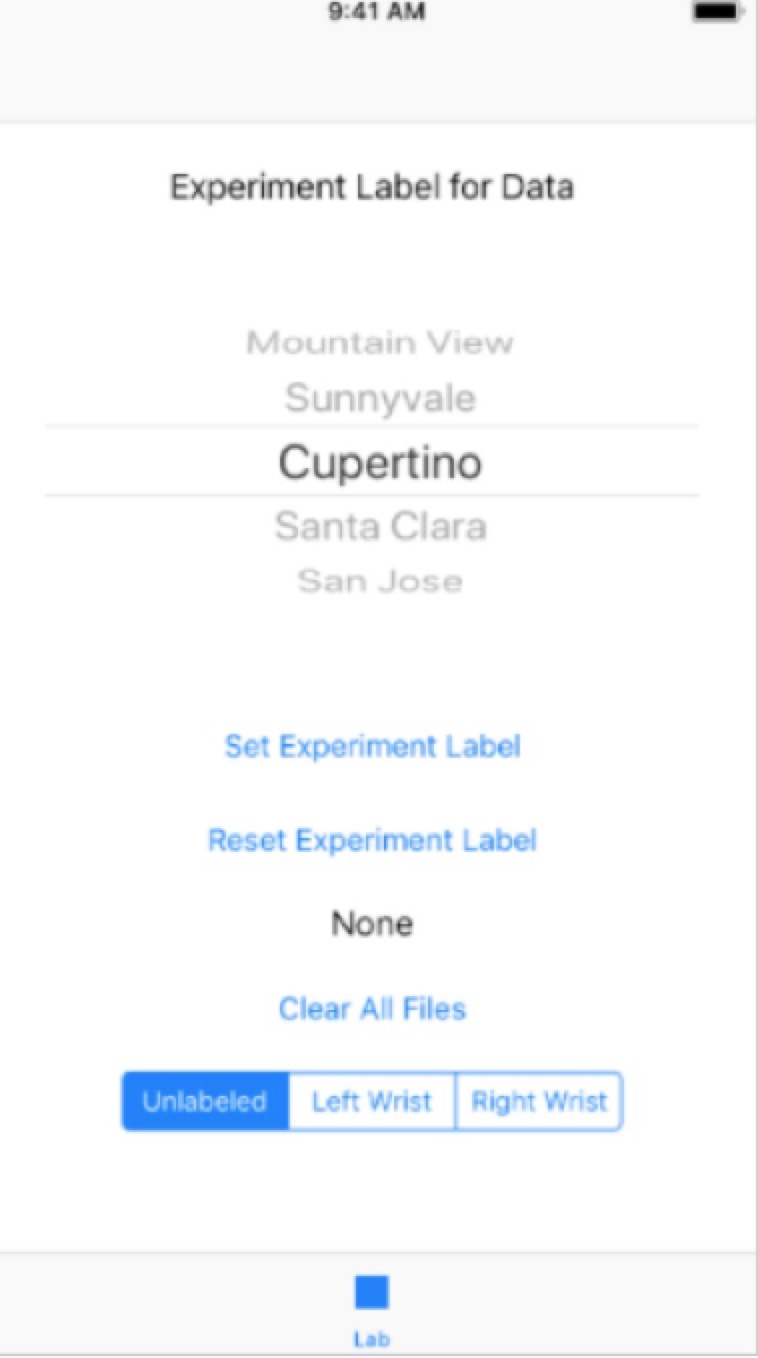 9:41 AM
Experiment Label for Data
Mountain View
Sunnyvale
Cupertino
Santa Clara
San Jose
Set Experiment Label
Reset Experiment Label
None
Clear All Files
Unlabeled Left Wrist Right Wrist
Lab